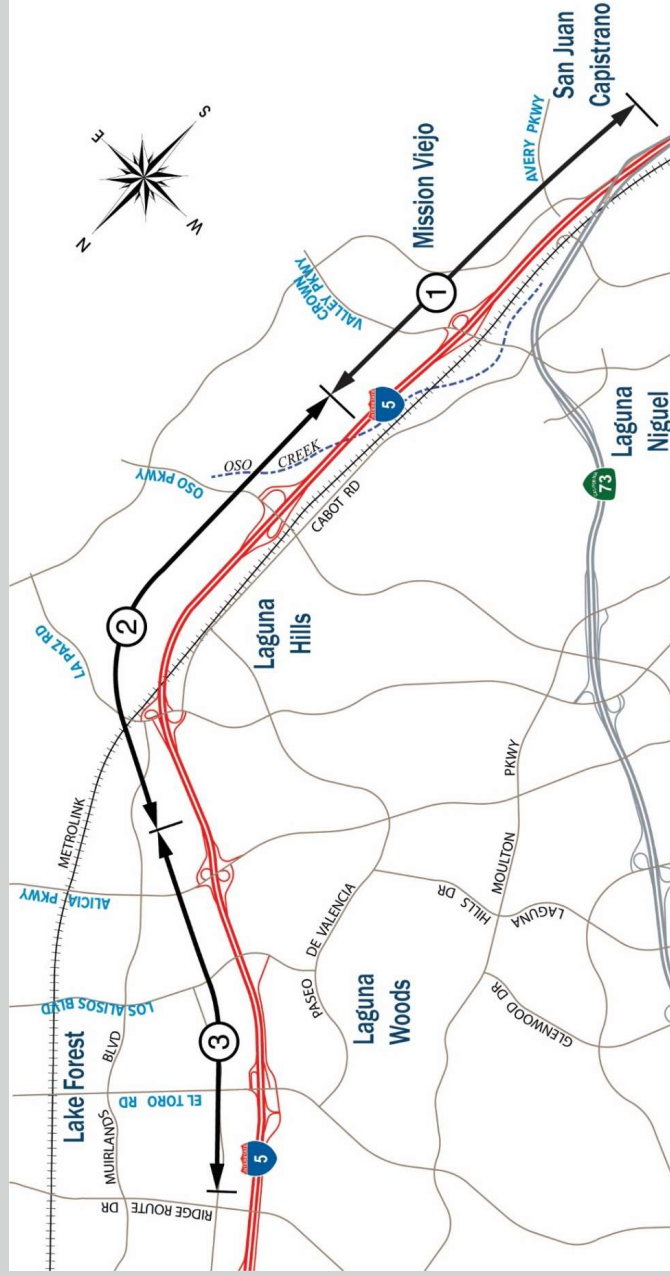 San Juan
Capistrano
AVERY PKWY
Mission Viejo
S
E
W
N
CROWN
VALLEY PKWY
1
5
OSO CREEK
OSO PKWY
CABOT RD
Laguna
Niguel
73
2
LA PAZ RD
Laguna
Hills
METROLINK
MOULTON PKWY
ALICIA PKWY
PASEO DE VALENCIA
LAGUNA
HILLS DR
LOS ALISOS BLVD
Laguna
Woods
GLENWOOD DR
3
Lake Forest
MUIRLANDS BLVD
EL TORO RD
5
RIDGE ROUTE DR